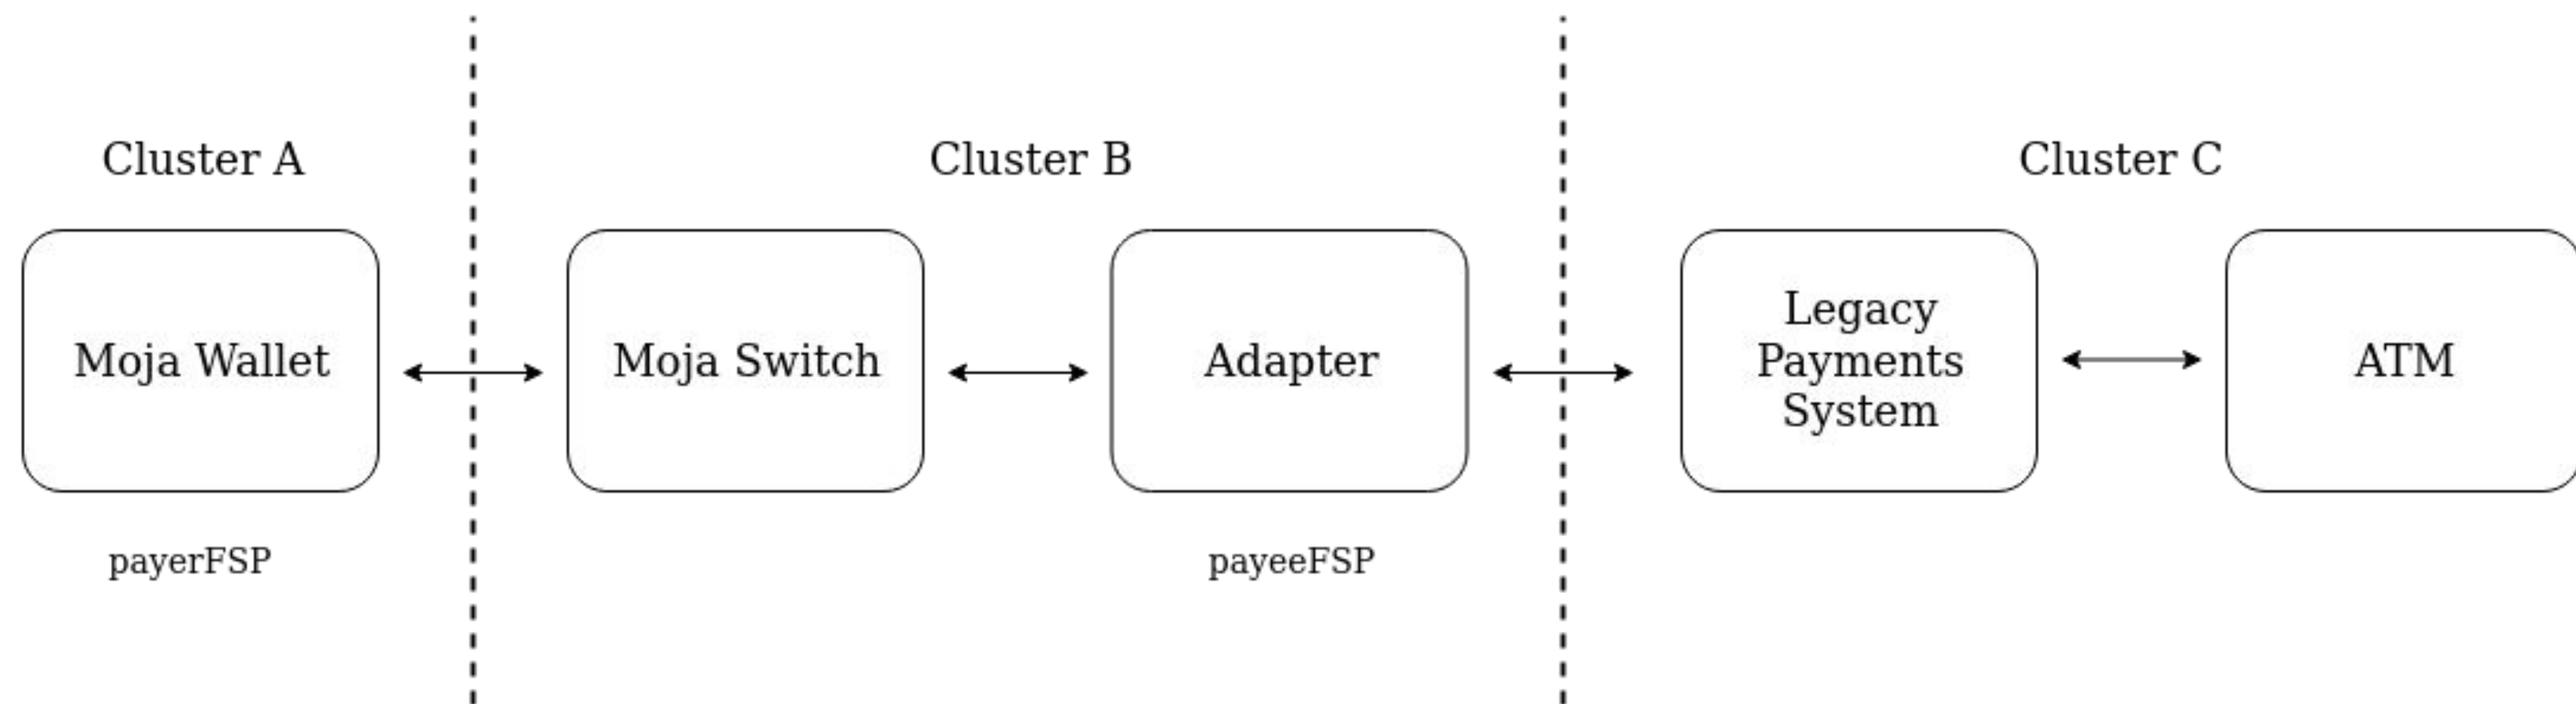 Cluster A
Cluster B
Cluster C
Moja Wallet
Moja Switch
Adapter
Legacy
Payments
System
ATM
payerFSP
payeeFSP